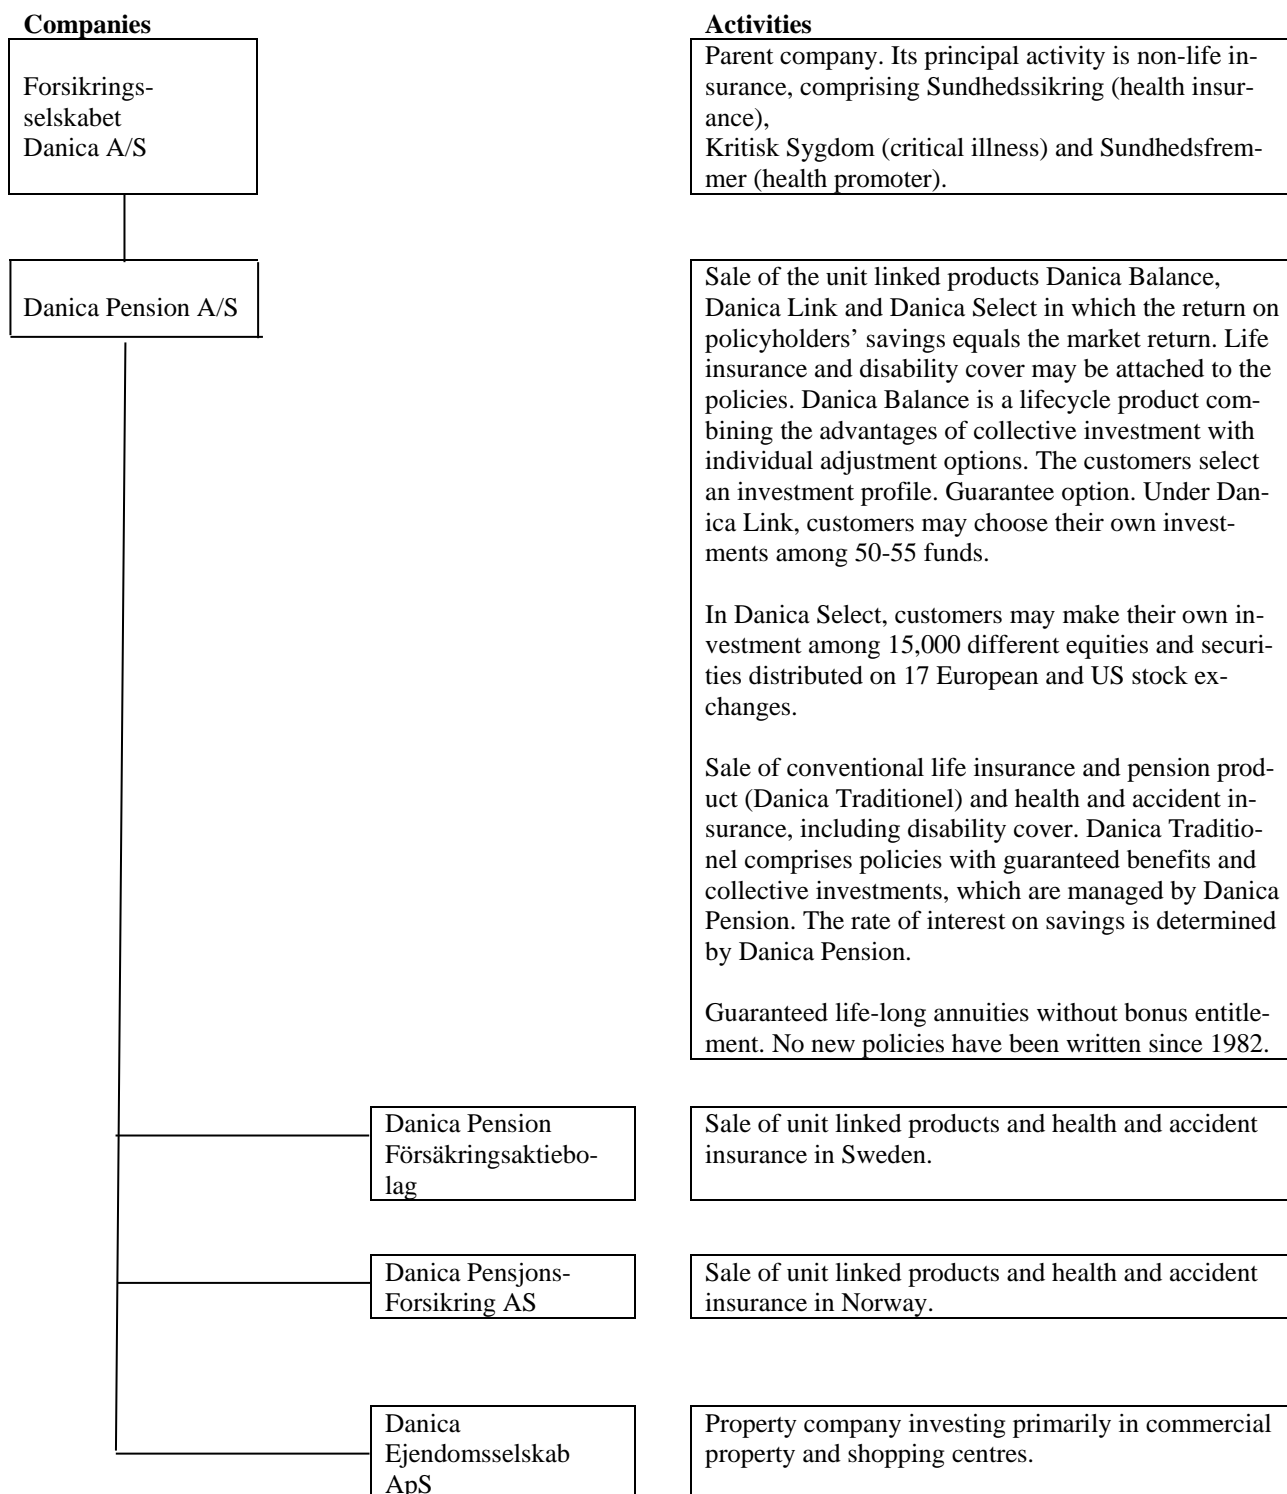 Companies
Activities
Forsikrings-
selskabet
Danica A/S
Parent company. Its principal activity is non-life in-
surance, comprising Sundhedssikring (health insur-
ance),
Kritisk Sygdom (critical illness) and Sundhedsfrem-
mer (health promoter).
Danica Pension A/S
Sale of the unit linked products Danica Balance,
Danica Link and Danica Select in which the return on
policyholders’ savings equals the market return. Life
insurance and disability cover may be attached to the
policies. Danica Balance is a lifecycle product com-
bining the advantages of collective investment with
individual adjustment options. The customers select
an investment profile. Guarantee option. Under Dan-
ica Link, customers may choose their own invest-
ments among 50-55 funds.
In Danica Select, customers may make their own in-
vestment among 15,000 different equities and securi-
ties distributed on 17 European and US stock ex-
changes.
Sale of conventional life insurance and pension prod-
uct (Danica Traditionel) and health and accident in-
surance, including disability cover. Danica Traditio-
nel comprises policies with guaranteed benefits and
collective investments, which are managed by Danica
Pension. The rate of interest on savings is determined
by Danica Pension.
Guaranteed life-long annuities without bonus entitle-
ment. No new policies have been written since 1982.
Danica Pension
Försäkringsaktiebo-
lag
Sale of unit linked products and health and accident
insurance in Sweden.
Danica Pensjons-
Forsikring AS
Sale of unit linked products and health and accident
insurance in Norway.
Danica
Ejendomsselskab
ApS
Property company investing primarily in commercial
property and shopping centres.